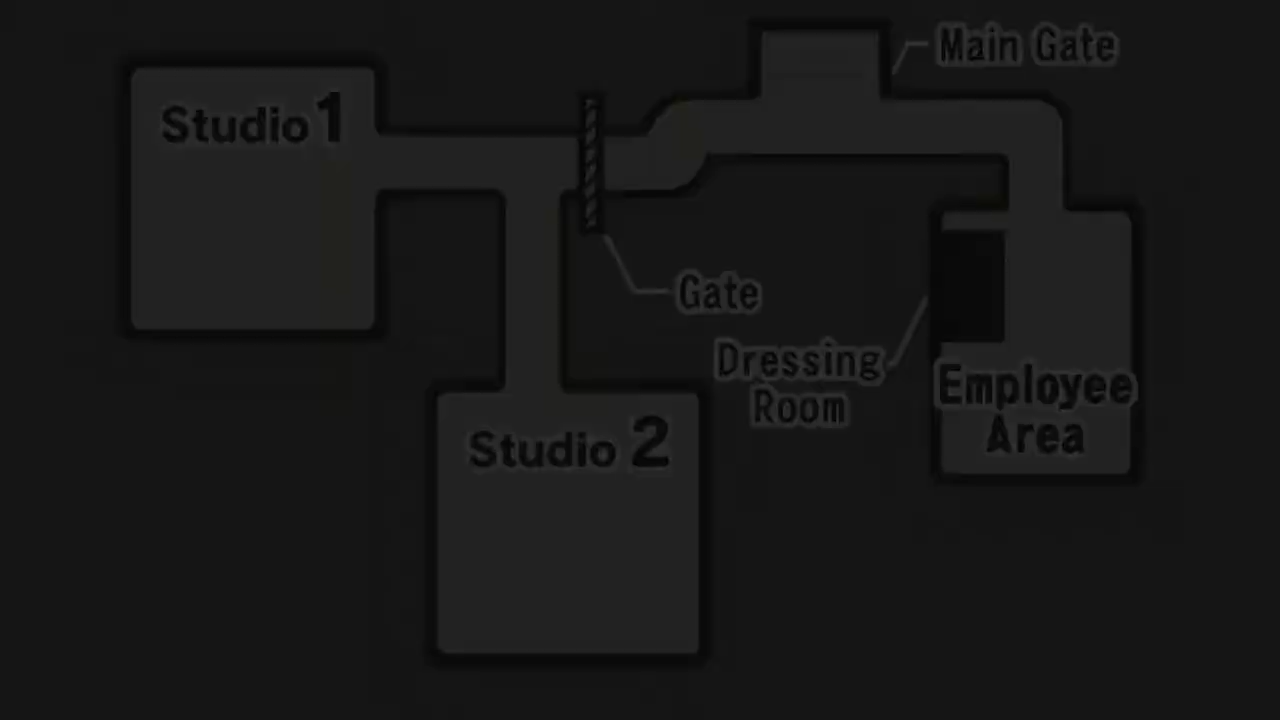 Main Gate
Studio 1
Gate
Dressing
Room
Employee
Area
Studio 2